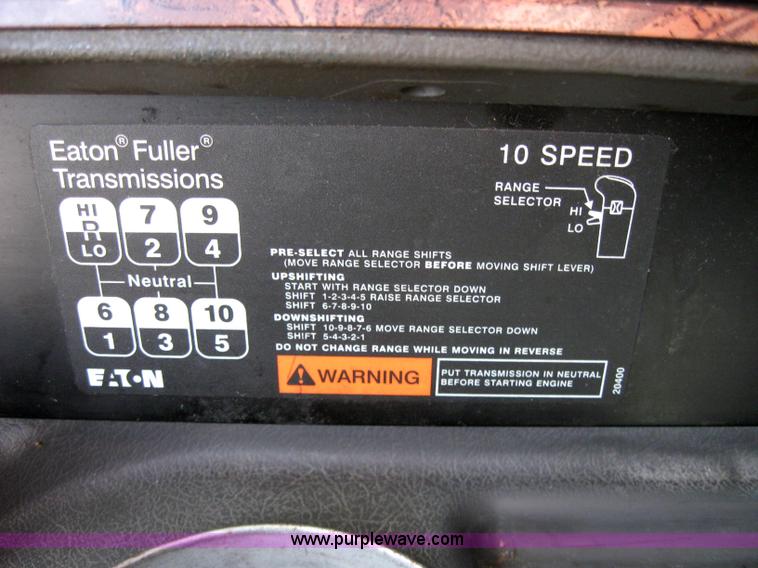 Eaton® Fuller®
Transmissions
10 SPEED
RANGE
SELECTOR
HI
LO
HI
R
LO
7
2
9
4
Neutral
6
1
8
3
10
5
PRE-SELECT ALL RANGE SHIFTS
(MOVE RANGE SELECTOR BEFORE MOVING SHIFT LEVER)
UPSHIFTING
START WITH RANGE SELECTOR DOWN
SHIFT 1-2-3-4-5 RAISE RANGE SELECTOR
SHIFT 6-7-8-9-10
DOWNSHIFTING
SHIFT 10-9-8-7-6 MOVE RANGE SELECTOR DOWN
SHIFT 5-4-3-2-1
DO NOT CHANGE RANGE WHILE MOVING IN REVERSE
EATON
WARNING
PUT TRANSMISSION IN NEUTRAL
BEFORE STARTING ENGINE
20400
www.purplewave.com